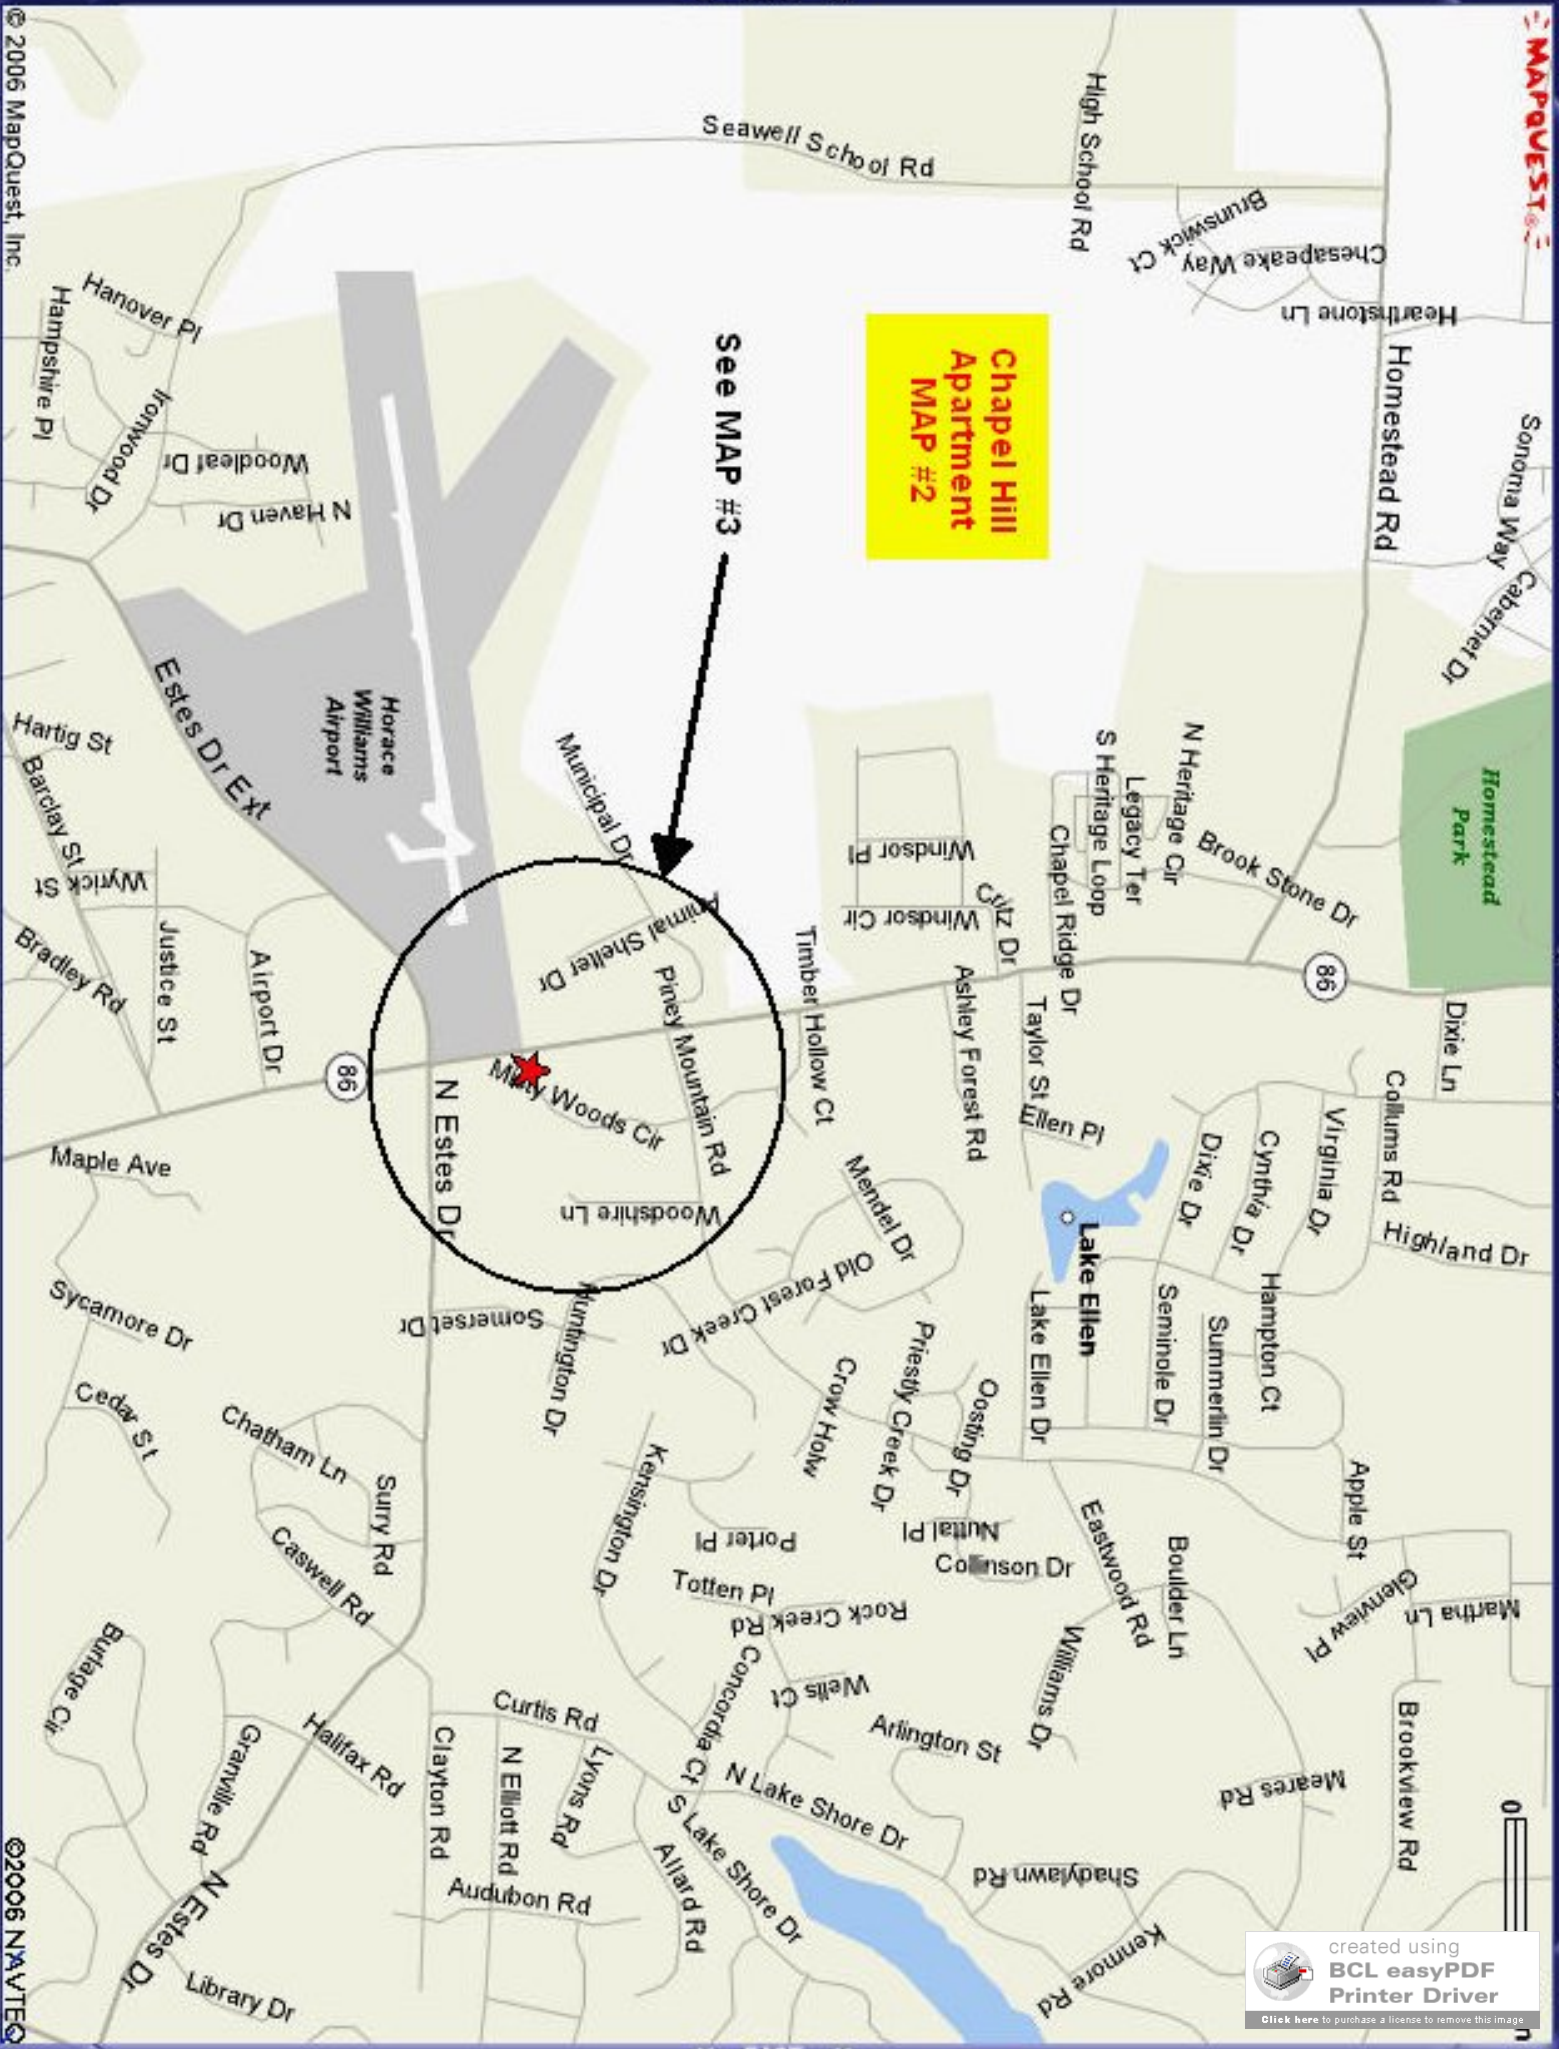 MAPQUEST®
Homestead Park
Chapel Hill
Apartment
MAP #2
See MAP #3
Seawell School Rd
High School Rd
Brunswick Ct
Chesapeake Way
Hearthstone Ln
Homestead Rd
Sonoma Way
Cabernet Dr
Hanover Pl
Hampshire Pl
Ironwood Dr
Woodleaf Dr
N Haven Dr
Estes Dr Ext
Horace
Williams
Airport
Hartig St
Barclay St
Wyrick St
Bradley Rd
Justice St
Airport Dr
Municipal Dr
Animal Shelter Dr
Piney Mountain Rd
Timber Hollow Ct
Windsor Pl
Windsor Cir
S Heritage Loop
Legacy Ter
N Heritage Cir
Brook Stone Dr
Chapel Ridge Dr
Ashley Forest Rd
Taylor St
Ellen Pl
86
86
Dixie Ln
Collums Rd
Virginia Dr
Cynthia Dr
Dixie Dr
Highland Dr
Misty Woods Cir
N Estes Dr
Woodshire Ln
Maple Ave
Sycamore Dr
Cedar St
Somerset Dr
Huntington Dr
Mendel Dr
Old Forest Creek Dr
Lake Ellen
Lake Ellen Dr
Seminole Dr
Summerlin Dr
Hampton Ct
Apple St
Crow Holw
Priestly Creek Dr
Oosting Dr
Nuttal Pl
Collinson Dr
Chatham Ln
Surry Rd
Caswell Rd
Kensington Dr
Porter Pl
Totten Pl
Rock Creek Rd
Concordia Ct
Wells Ct
Arlington St
Williams Dr
Eastwood Rd
Boulder Ln
Glenview Pl
Martha Ln
Brookview Rd
Meares Rd
Burlage Cir
Granville Rd
Halifax Rd
Clayton Rd
Curtis Rd
N Elliott Rd
Lyons Rd
Audubon Rd
Allard Rd
N Lake Shore Dr
S Lake Shore Dr
Shadylawn Rd
Kenmore Rd
N Estes Dr
Library Dr
0
© 2006 MapQuest, Inc.
©2006 NAVTEQ
created using
BCL easyPDF
Printer Driver
Click here to purchase a license to remove this image